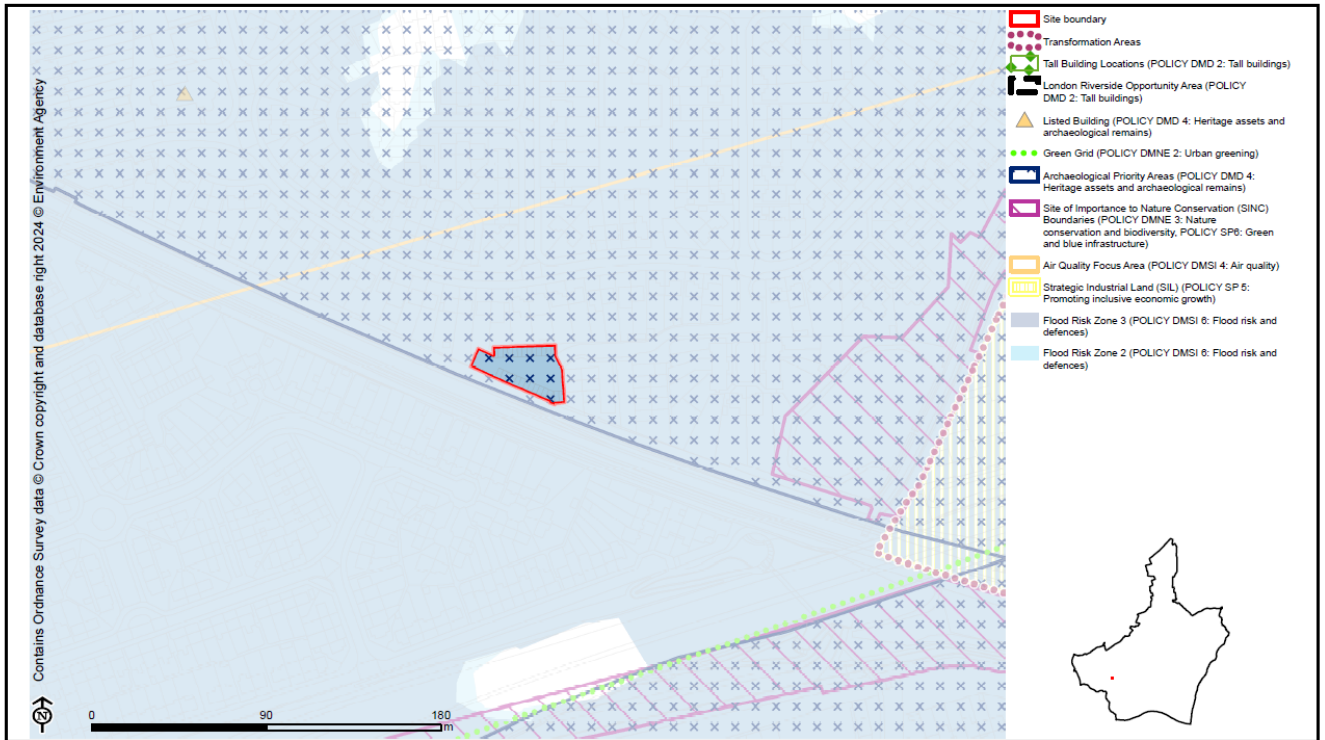 Contains Ordnance Survey data © Crown copyright and database right 2024 © Environment Agency
N
0
90
180
m
Site boundary
Transformation Areas
Tall Building Locations (POLICY DMD 2: Tall buildings)
London Riverside Opportunity Area (POLICY
DMD 2: Tall buildings)
Listed Building (POLICY DMD 4: Heritage assets and
archaeological remains)
Green Grid (POLICY DMNE 2: Urban greening)
Archaeological Priority Areas (POLICY DMD 4:
Heritage assets and archaeological remains)
Site of Importance to Nature Conservation (SINC)
Boundaries (POLICY DMNE 3: Nature
conservation and biodiversity, POLICY SP6: Green
and blue infrastructure)
Air Quality Focus Area (POLICY DMSI 4: Air quality)
Strategic Industrial Land (SIL) (POLICY SP 5:
Promoting inclusive economic growth)
Flood Risk Zone 3 (POLICY DMSI 6: Flood risk and
defences)
Flood Risk Zone 2 (POLICY DMSI 6: Flood risk and
defences)